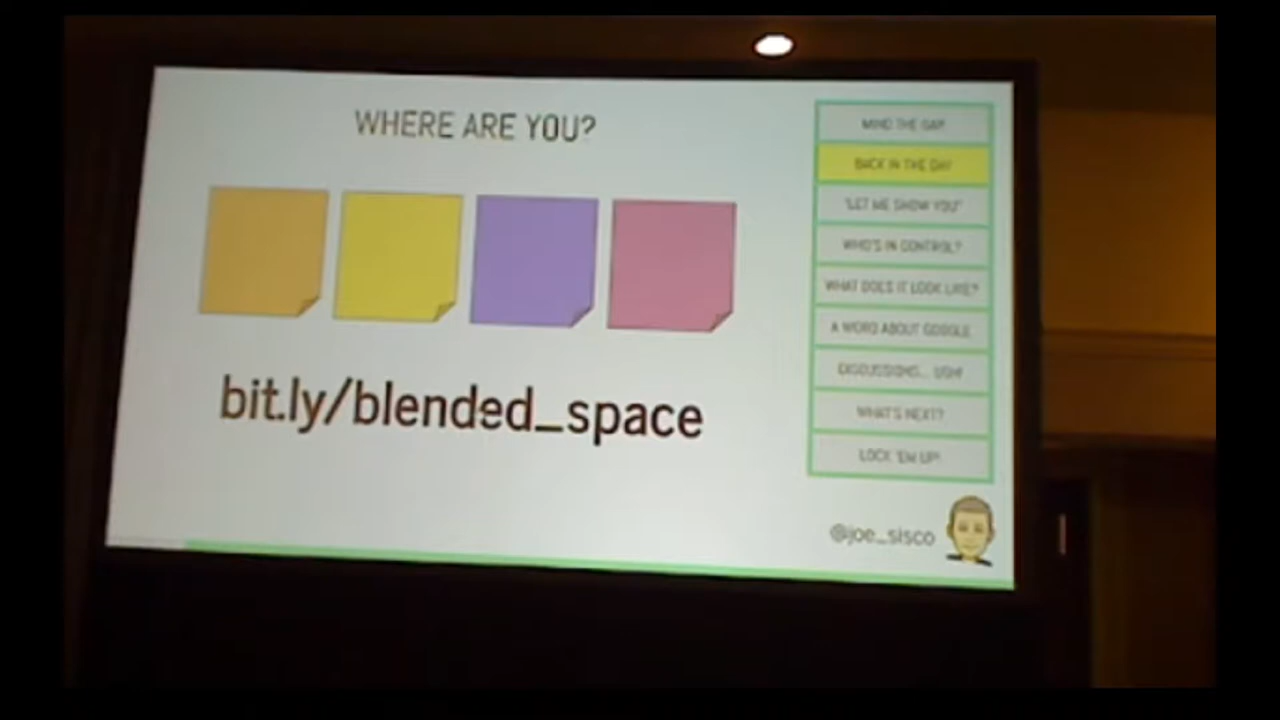 WHERE ARE YOU?
bit.ly/blended_space
MIND THE GAP
BACK IN THE DAY
"LET ME SHOW YOU"
WHO'S IN CONTROL?
WHAT DOES IT LOOK LIKE?
A WORD ABOUT GOOGLE
DISCUSSIONS... UGH!
WHAT'S NEXT?
LOCK 'EM UP!
@joe_sisco